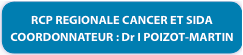 RCP REGIONALE CANCER ET SIDA
COORDONNATEUR : Dr I POIZOT-MARTIN